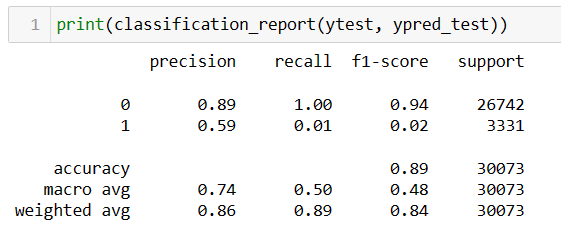 1 print(classification_report(ytest, ypred_test))
precision recall f1-score support
0 0.89 1.00 0.94 26742
1 0.59 0.01 0.02 3331
accuracy 0.89 30073
macro avg 0.74 0.50 0.48 30073
weighted avg 0.86 0.89 0.84 30073